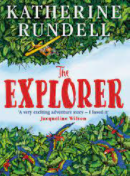 KATHERINE
RUNDELL
The
EXPLORER
'A very exciting adventure story – I loved it'
Jacqueline Wilson